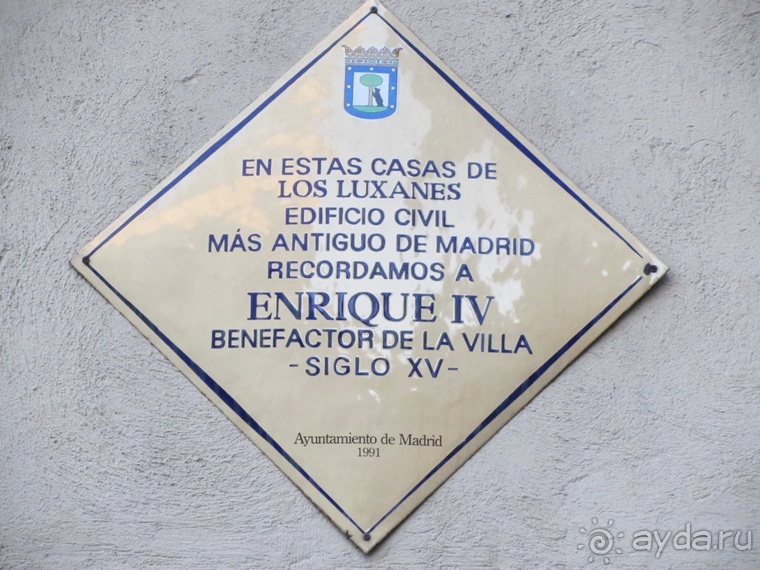 EN ESTAS CASAS DE
LOS LUXANES
EDIFICIO CIVIL
MÁS ANTIGUO DE MADRID
RECORDAMOS A
ENRIQUE IV
BENEFACTOR DE LA VILLA
- SIGLO XV -
Ayuntamiento de Madrid
1991
ayda.ru